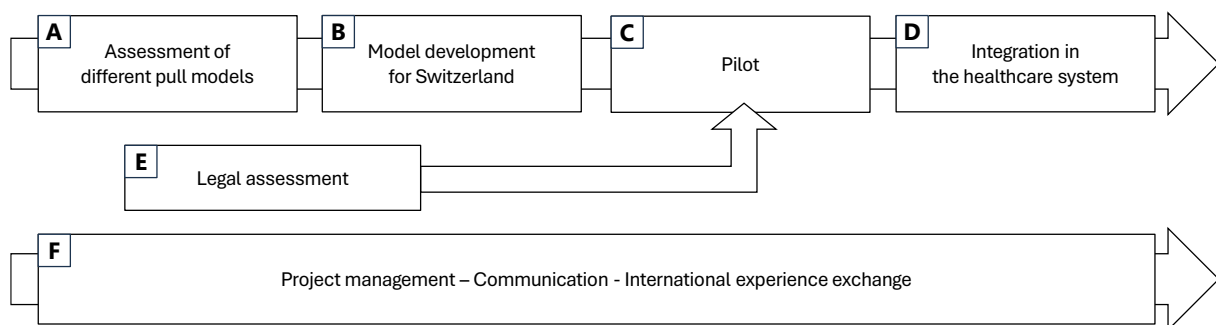 A
Assessment of
different pull models
B
Model development
for Switzerland
C
Pilot
D
Integration in
the healthcare system
E
Legal assessment
F
Project management – Communication - International experience exchange